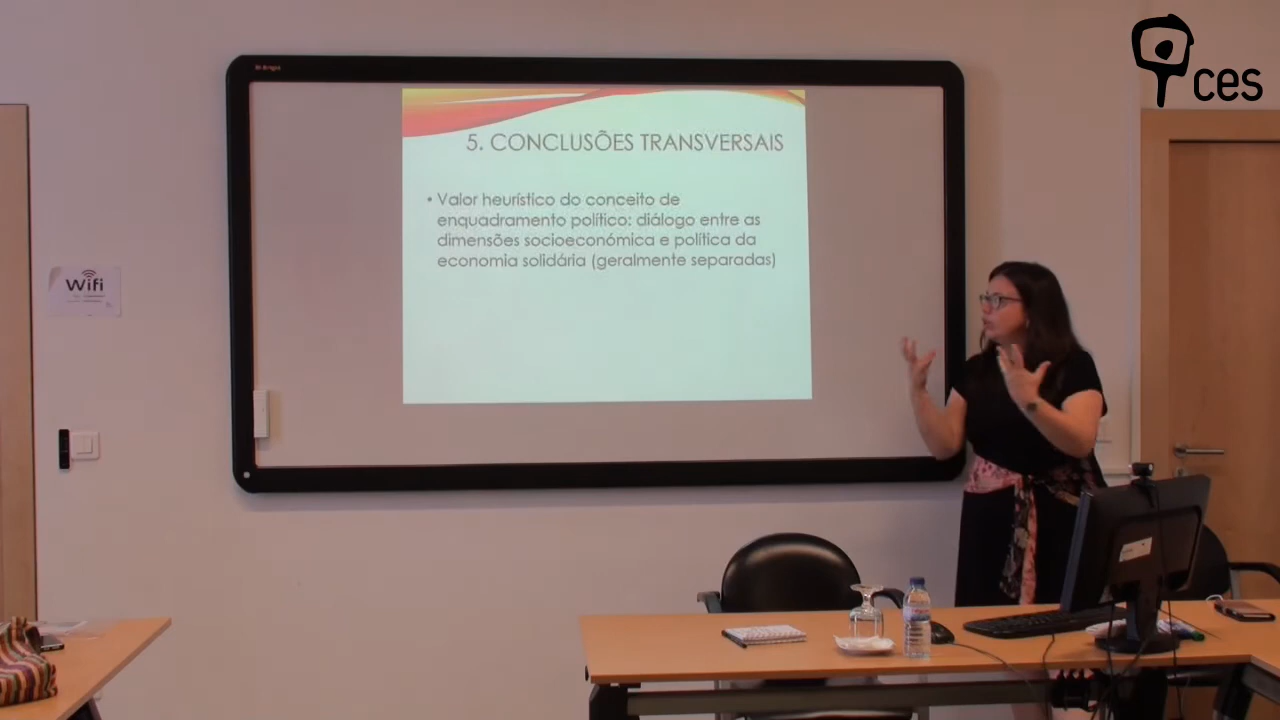 ces
5. CONCLUSÕES TRANSVERSAIS
• Valor heurístico do conceito de
enquadramento político: diálogo entre as
dimensões socioeconómica e política da
economia solidária (geralmente separadas)
Wifi